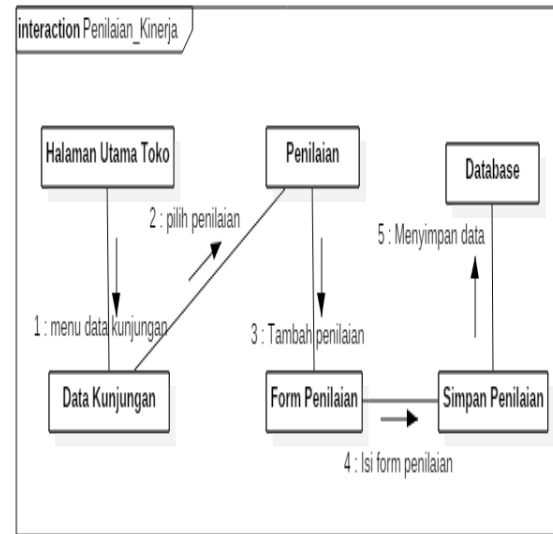 interaction Penilaian_Kinerja
Halaman Utama Toko
Penilaian
Database
2 : pilih penilaian
5 : Menyimpan data
1 : menu data kunjungan
3 : Tambah penilaian
Data Kunjungan
Form Penilaian
Simpan Penilaian
4 : Isi form penilaian